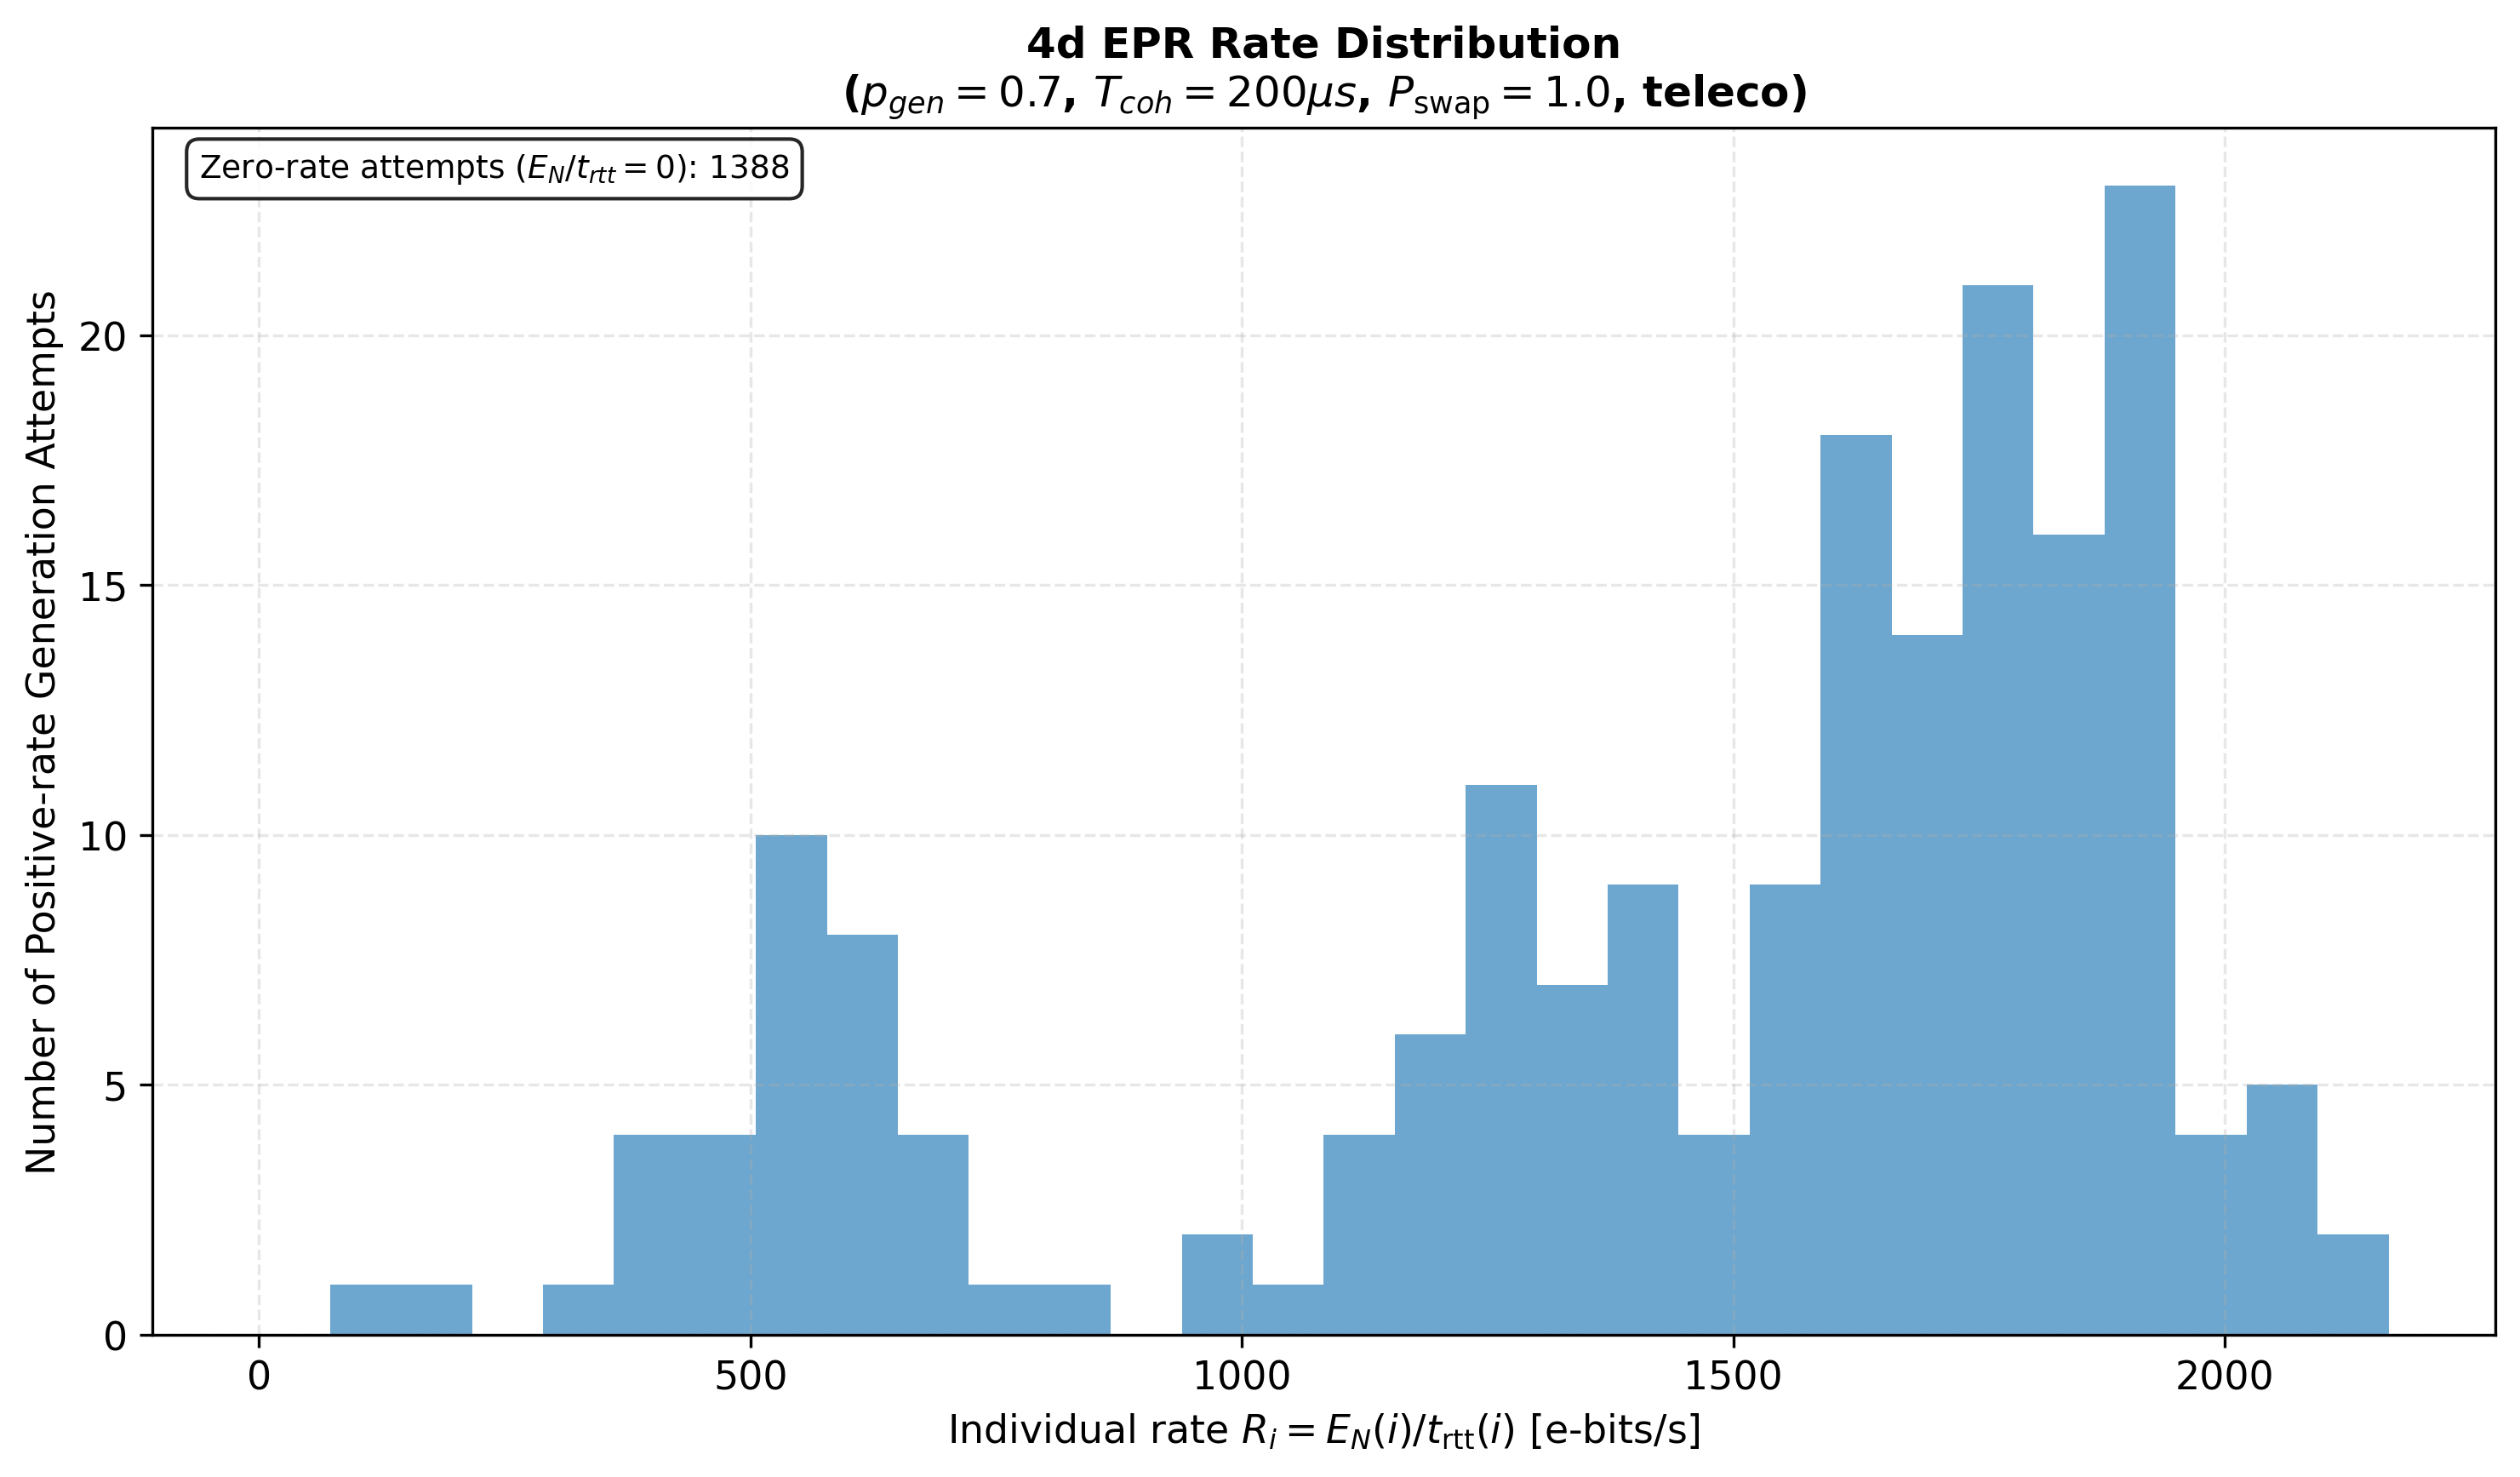 4d EPR Rate Distribution
(p_gen = 0.7, T_coh = 200μs, P_swap = 1.0, teleco)
Zero-rate attempts (E_N/t_rtt = 0): 1388
Number of Positive-rate Generation Attempts
20
15
10
5
0
0 500 1000 1500 2000
Individual rate R_i = E_N(i)/t_rtt(i) [e-bits/s]